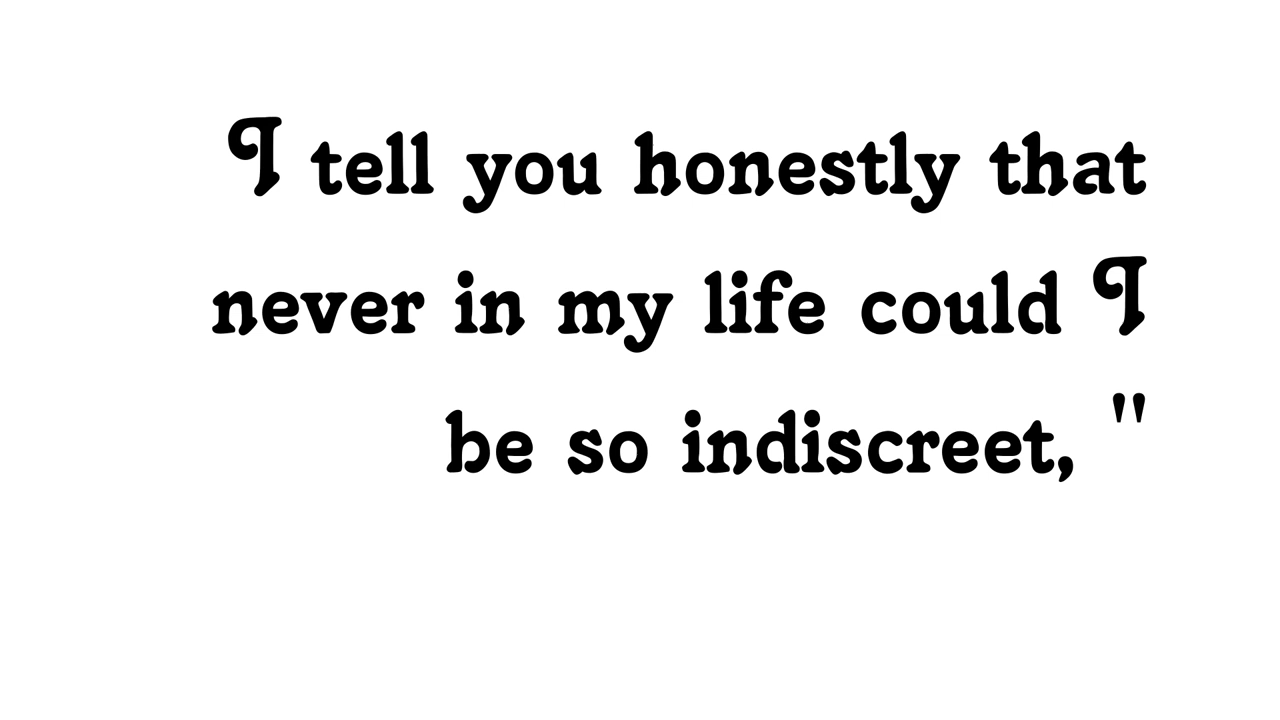 I tell you honestly that
never in my life could I
be so indiscreet, "